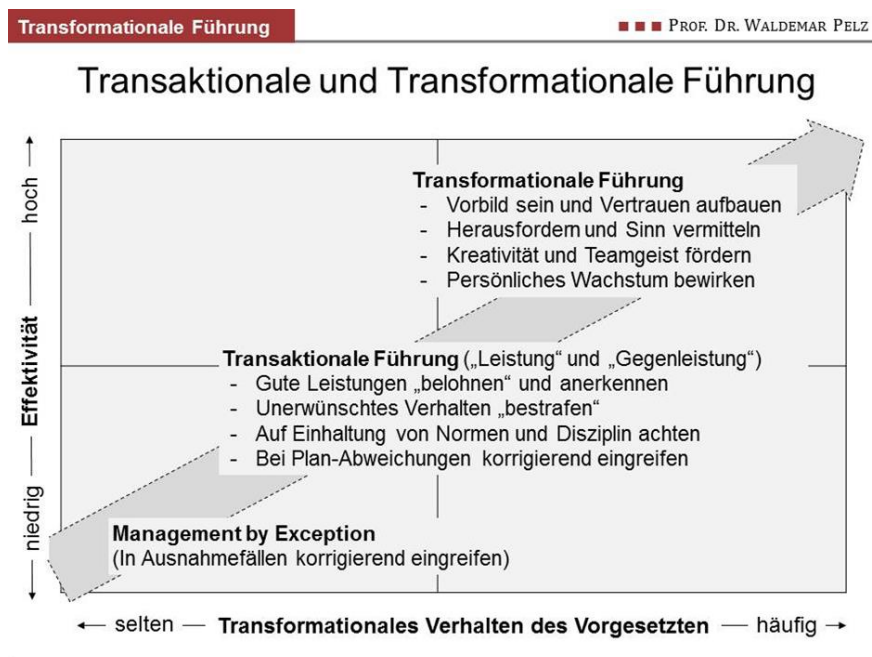 Transformationale Führung
PROF. DR. WALDEMAR PELZ
Transaktionale und Transformationale Führung
Transformationale Führung
- Vorbild sein und Vertrauen aufbauen
- Herausfordern und Sinn vermitteln
- Kreativität und Teamgeist fördern
- Persönliches Wachstum bewirken
Transaktionale Führung („Leistung“ und „Gegenleistung“)
- Gute Leistungen „belohnen“ und anerkennen
- Unerwünschtes Verhalten „bestrafen“
- Auf Einhaltung von Normen und Disziplin achten
- Bei Plan-Abweichungen korrigierend eingreifen
Management by Exception
(In Ausnahmefällen korrigierend eingreifen)
niedrig — Effektivität — hoch
selten — Transformationales Verhalten des Vorgesetzten — häufig